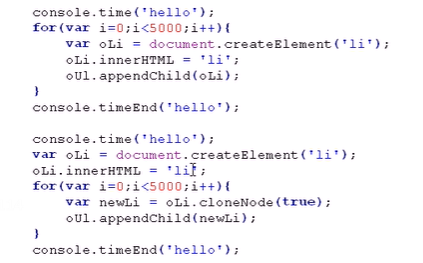 console.time('hello');
for(var i=0;i<5000;i++){
var oLi = document.createElement('li');
oLi.innerHTML = 'li';
oUl.appendChild(oLi);
}
console.timeEnd('hello');
console.time('hello');
var oLi = document.createElement('li');
oLi.innerHTML = 'li';
for(var i=0;i<5000;i++){
var newLi = oLi.cloneNode(true);
oUl.appendChild(newLi);
}
console.timeEnd('hello');